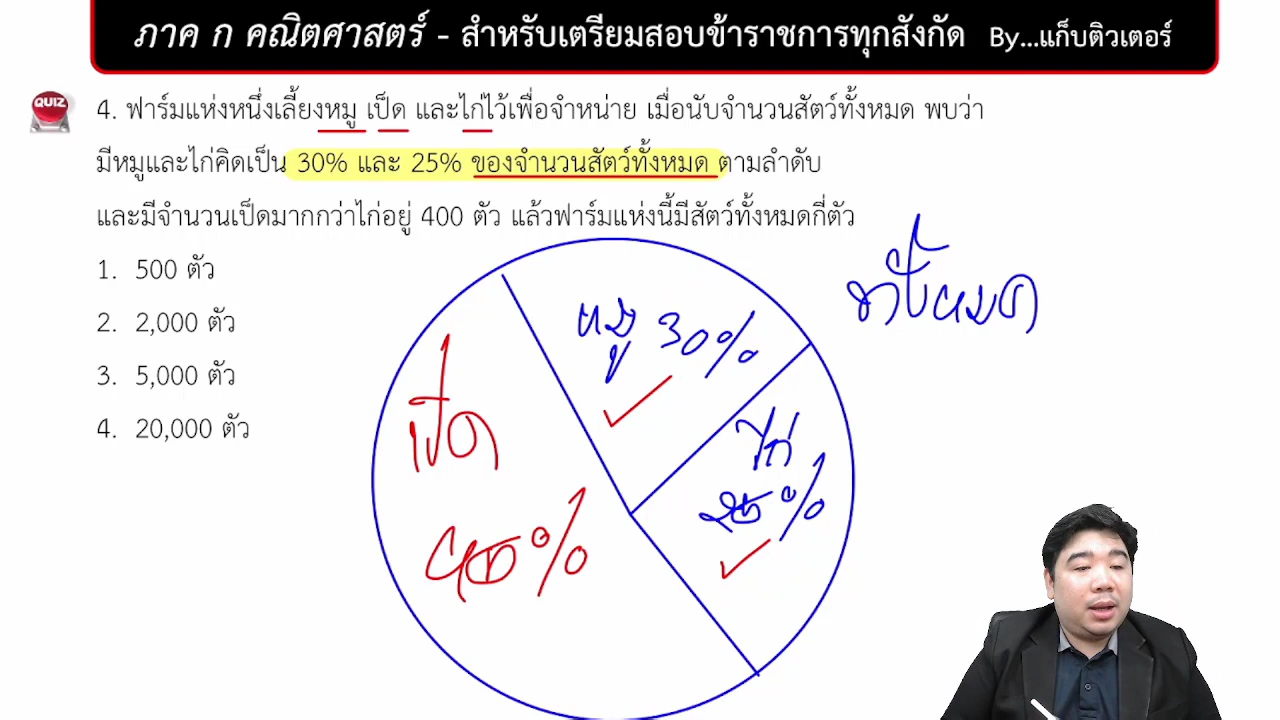 ภาค ก คณิตศาสตร์ - สำหรับเตรียมสอบข้าราชการทุกสังกัด By...แก็บติวเตอร์
QUIZ
4. ฟาร์มแห่งหนึ่งเลี้ยงหมู เป็ด และไก่ไว้เพื่อจำหน่าย เมื่อนับจำนวนสัตว์ทั้งหมด พบว่า
มีหมูและไก่คิดเป็น 30% และ 25% ของจำนวนสัตว์ทั้งหมด ตามลำดับ
และมีจำนวนเป็ดมากกว่าไก่อยู่ 400 ตัว แล้วฟาร์มแห่งนี้มีสัตว์ทั้งหมดกี่ตัว
1. 500 ตัว
2. 2,000 ตัว
3. 5,000 ตัว
4. 20,000 ตัว
ทั้งหมด
หมู 30%
เป็ด
ไก่
25%
45%